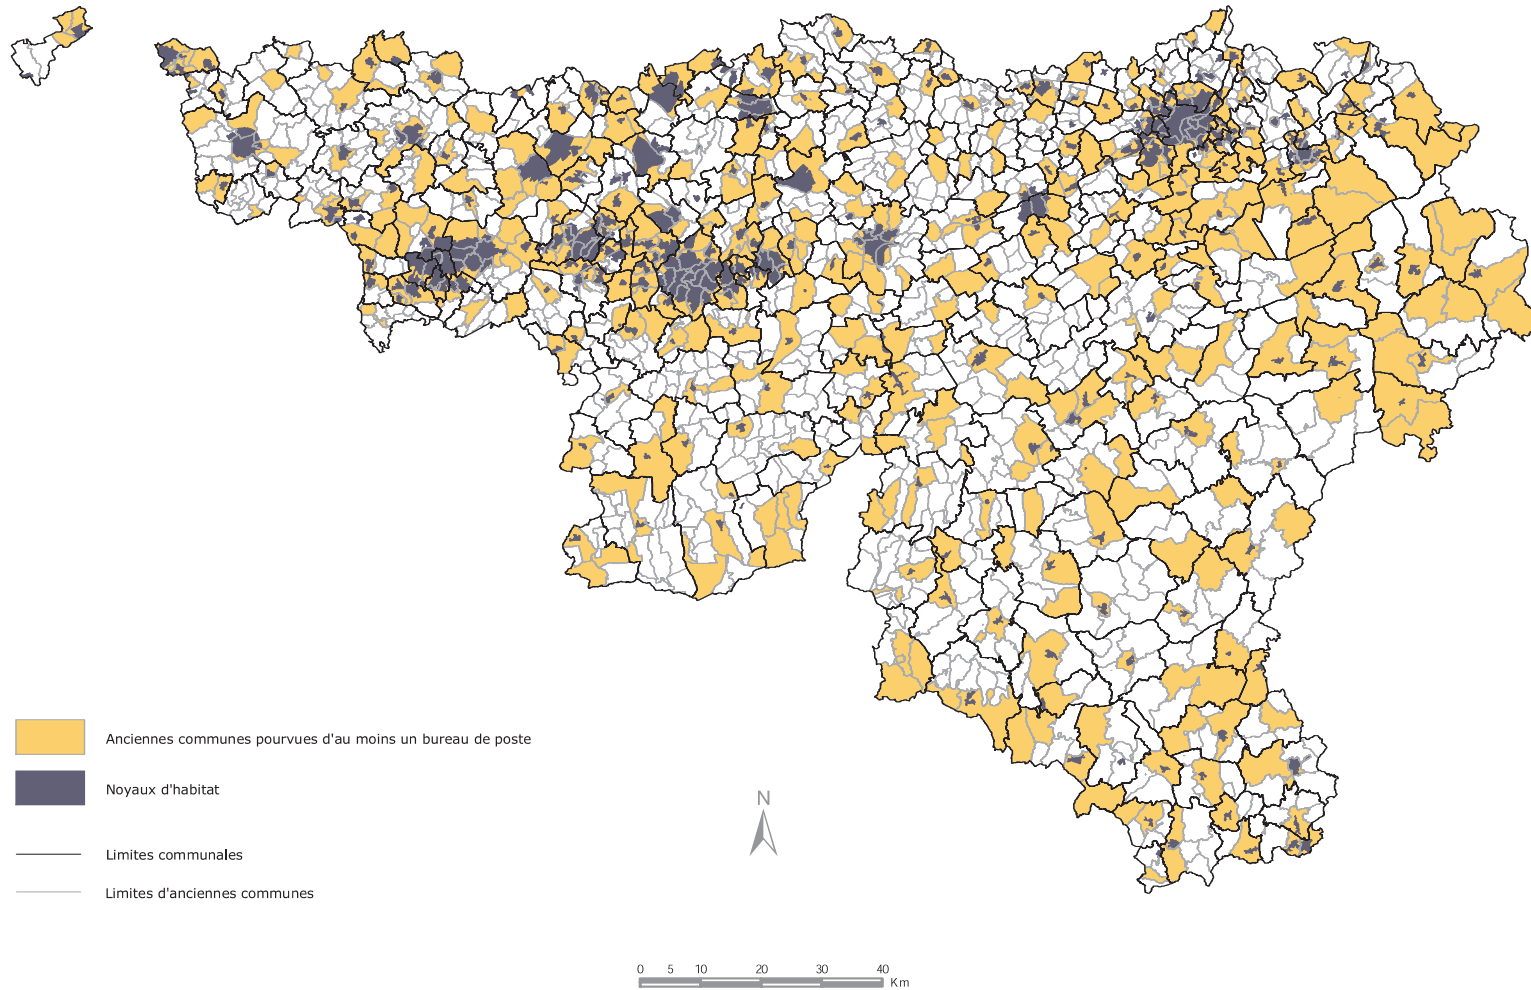 Anciennes communes pourvues d'au moins un bureau de poste
Noyaux d'habitat
Limites communales
Limites d'anciennes communes
N
0 5 10 20 30 40
Km